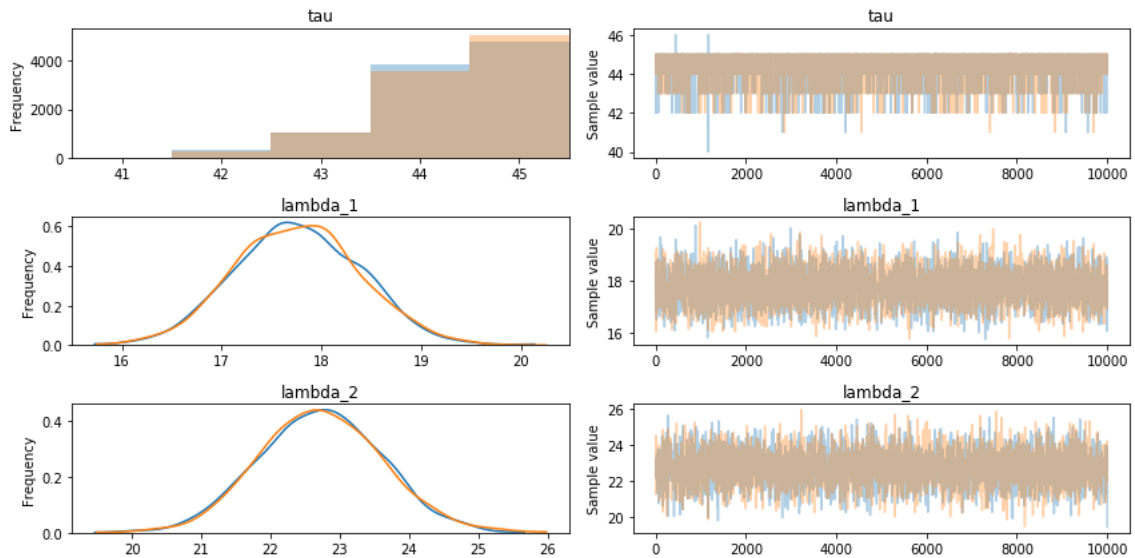 tau
Frequency
4000
2000
0
41 42 43 44 45
tau
Sample value
46
44
42
40
0 2000 4000 6000 8000 10000
lambda_1
Frequency
0.6
0.4
0.2
0.0
16 17 18 19 20
lambda_1
Sample value
20
18
16
0 2000 4000 6000 8000 10000
lambda_2
Frequency
0.4
0.2
0.0
20 21 22 23 24 25 26
lambda_2
Sample value
26
24
22
20
0 2000 4000 6000 8000 10000